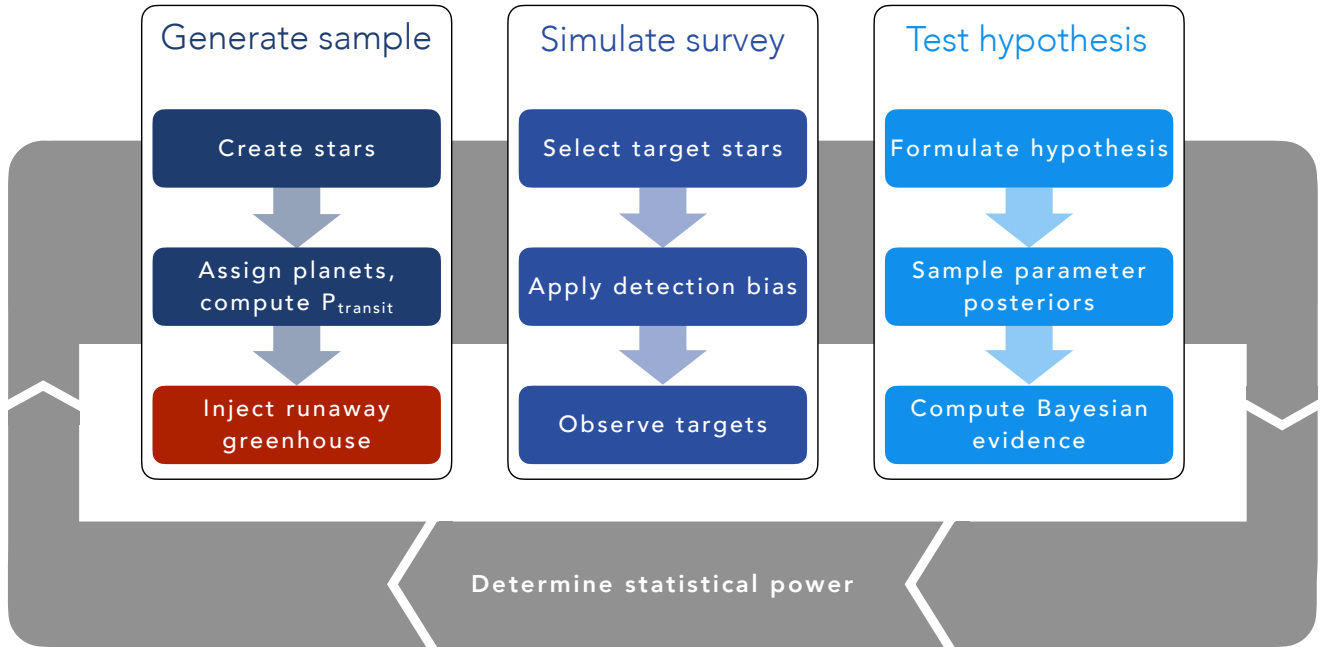 Generate sample
Create stars
Assign planets,
compute P_transit
Inject runaway
greenhouse
Simulate survey
Select target stars
Apply detection bias
Observe targets
Test hypothesis
Formulate hypothesis
Sample parameter
posteriors
Compute Bayesian
evidence
Determine statistical power